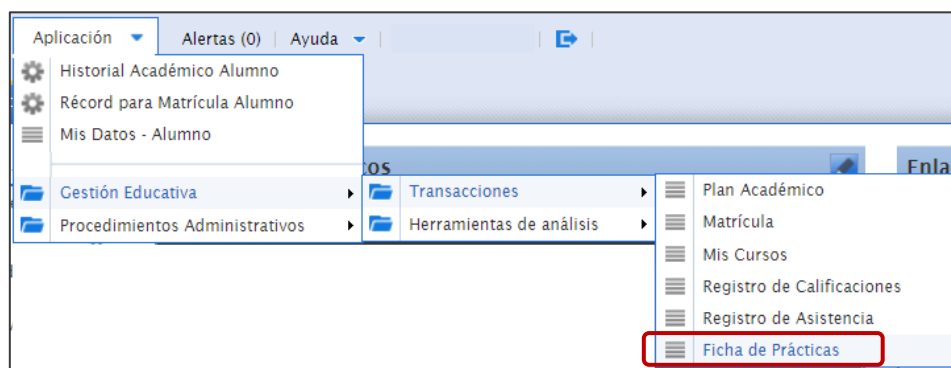 Aplicación Alertas (0) Ayuda
Historial Académico Alumno
Récord para Matrícula Alumno
Mis Datos - Alumno
Gestión Educativa
Procedimientos Administrativos
Transacciones
Herramientas de análisis
Plan Académico
Matrícula
Mis Cursos
Registro de Calificaciones
Registro de Asistencia
Ficha de Prácticas